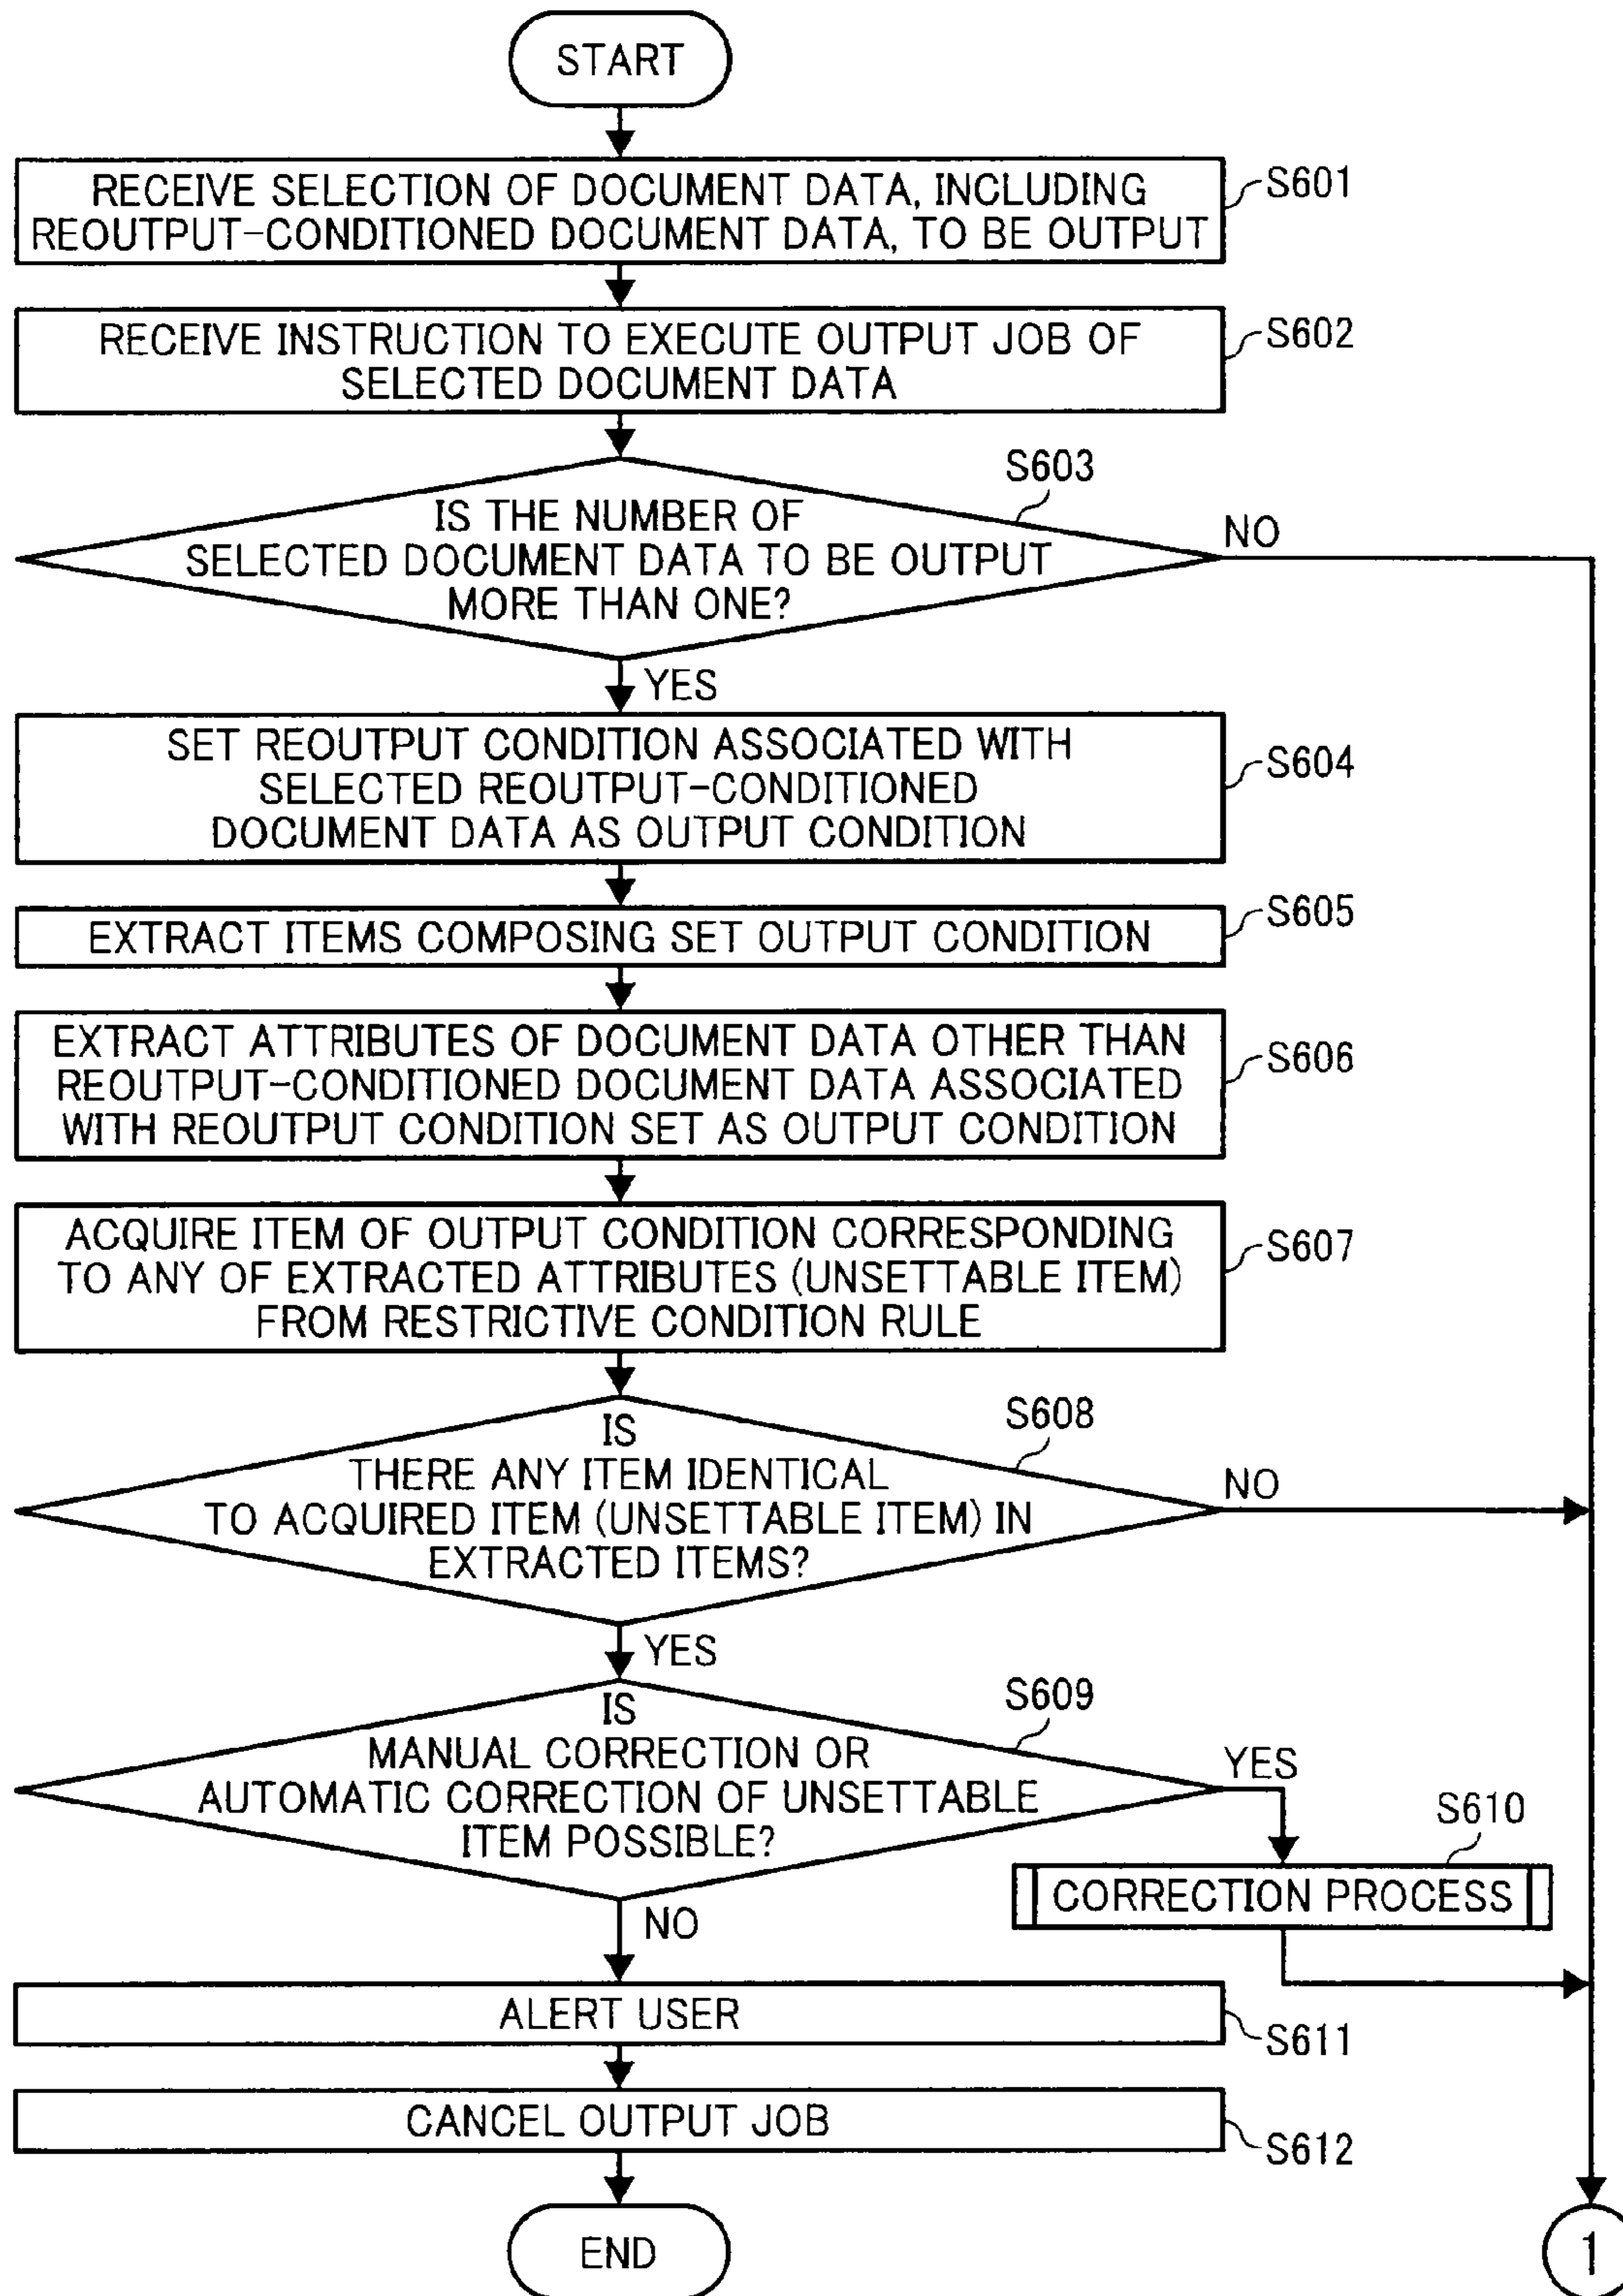 START
RECEIVE SELECTION OF DOCUMENT DATA, INCLUDING
REOUTPUT-CONDITIONED DOCUMENT DATA, TO BE OUTPUT
S601
RECEIVE INSTRUCTION TO EXECUTE OUTPUT JOB OF
SELECTED DOCUMENT DATA
S602
S603
IS THE NUMBER OF
SELECTED DOCUMENT DATA TO BE OUTPUT
MORE THAN ONE?
NO
YES
SET REOUTPUT CONDITION ASSOCIATED WITH
SELECTED REOUTPUT-CONDITIONED
DOCUMENT DATA AS OUTPUT CONDITION
S604
EXTRACT ITEMS COMPOSING SET OUTPUT CONDITION
S605
EXTRACT ATTRIBUTES OF DOCUMENT DATA OTHER THAN
REOUTPUT-CONDITIONED DOCUMENT DATA ASSOCIATED
WITH REOUTPUT CONDITION SET AS OUTPUT CONDITION
S606
ACQUIRE ITEM OF OUTPUT CONDITION CORRESPONDING
TO ANY OF EXTRACTED ATTRIBUTES (UNSETTABLE ITEM)
FROM RESTRICTIVE CONDITION RULE
S607
S608
IS
THERE ANY ITEM IDENTICAL
TO ACQUIRED ITEM (UNSETTABLE ITEM) IN
EXTRACTED ITEMS?
NO
YES
S609
IS
MANUAL CORRECTION OR
AUTOMATIC CORRECTION OF UNSETTABLE
ITEM POSSIBLE?
YES
S610
CORRECTION PROCESS
NO
ALERT USER
S611
CANCEL OUTPUT JOB
S612
END
1